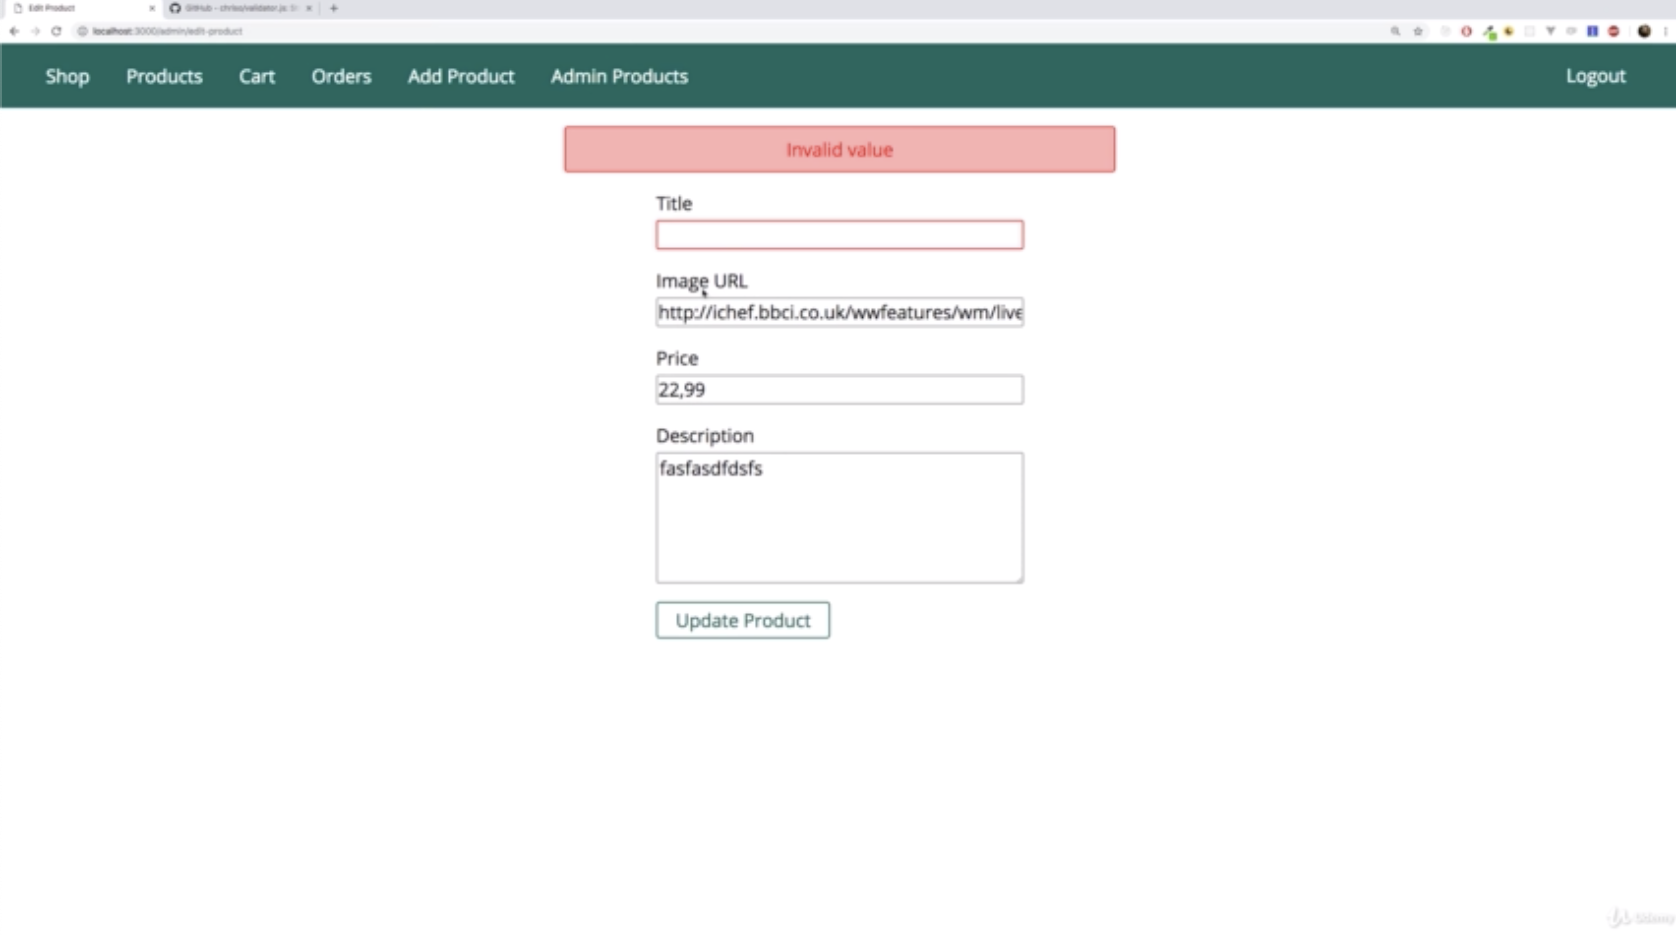 Edit Product
GitHub - chriso/validator.js: St
localhost:3000/admin/edit-product
Shop Products Cart Orders Add Product Admin Products Logout
Invalid value
Title
Image URL
http://ichef.bbci.co.uk/wwfeatures/wm/live
Price
22,99
Description
fasfasdfdsfs
Update Product
Udemy